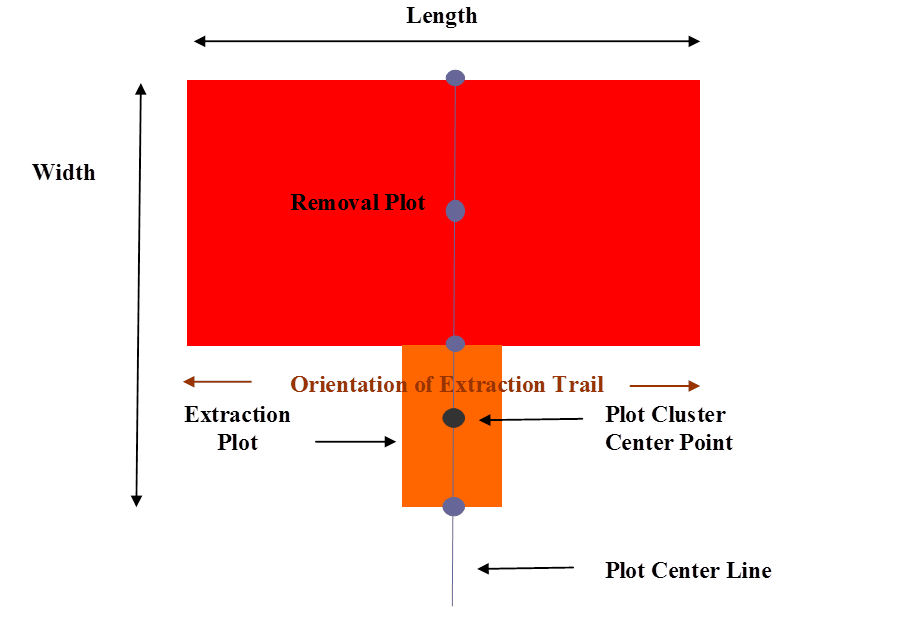 Length
Width
Removal Plot
Orientation of Extraction Trail
Extraction
Plot
Plot Cluster
Center Point
Plot Center Line